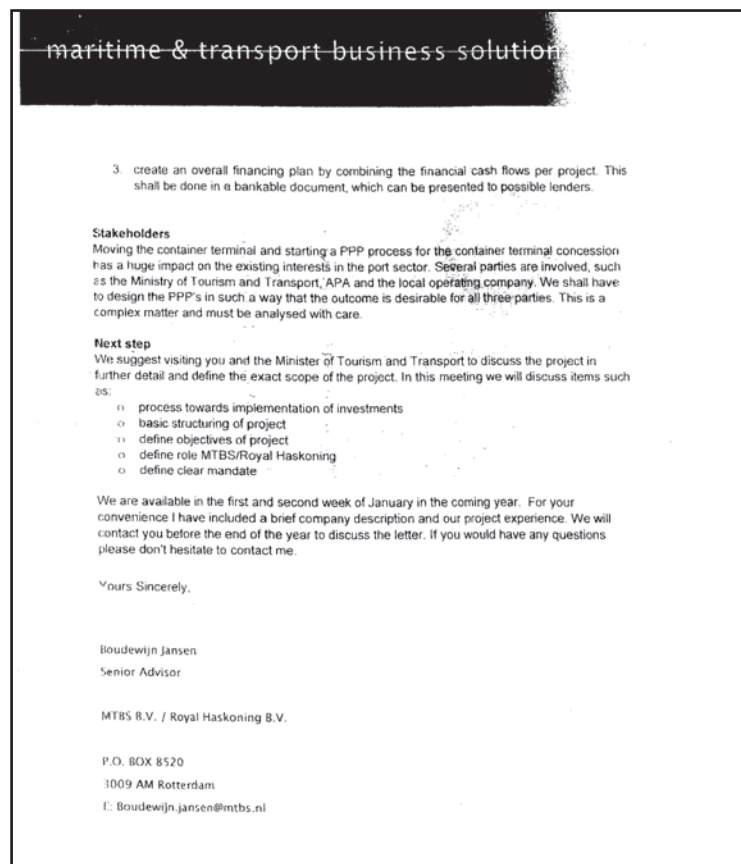 maritime & transport business solution
3. create an overall financing plan by combining the financial cash flows per project. This
shall be done in a bankable document, which can be presented to possible lenders.
Stakeholders
Moving the container terminal and starting a PPP process for the container terminal concession
has a huge impact on the existing interests in the port sector. Several parties are involved, such
as the Ministry of Tourism and Transport, APA and the local operating company. We shall have
to design the PPP's in such a way that the outcome is desirable for all three parties. This is a
complex matter and must be analysed with care.
Next step
We suggest visiting you and the Minister of Tourism and Transport to discuss the project in
further detail and define the exact scope of the project. In this meeting we will discuss items such
as:
o process towards implementation of investments
o basic structuring of project
o define objectives of project
o define role MTBS/Royal Haskoning
o define clear mandate
We are available in the first and second week of January in the coming year. For your
convenience I have included a brief company description and our project experience. We will
contact you before the end of the year to discuss the letter. If you would have any questions
please don't hesitate to contact me.
Yours Sincerely,
Boudewijn Jansen
Senior Advisor
MTBS B.V. / Royal Haskoning B.V.
P.O. BOX 8520
3009 AM Rotterdam
E: Boudewijn.jansen@mtbs.nl